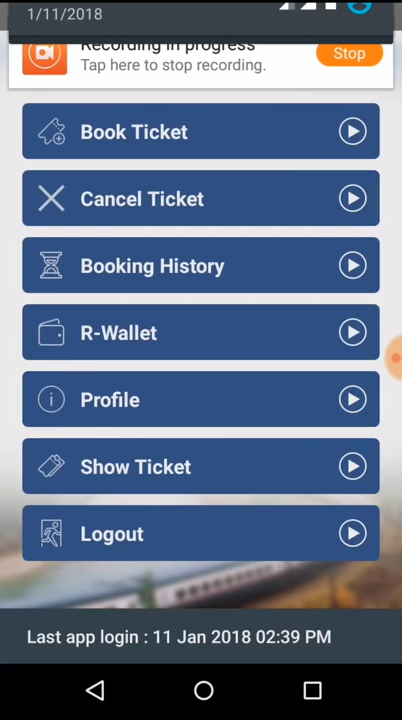 1/11/2018
Recording in progress
Stop
Tap here to stop recording.
Book Ticket
Cancel Ticket
Booking History
R-Wallet
Profile
Show Ticket
Logout
Last app login : 11 Jan 2018 02:39 PM